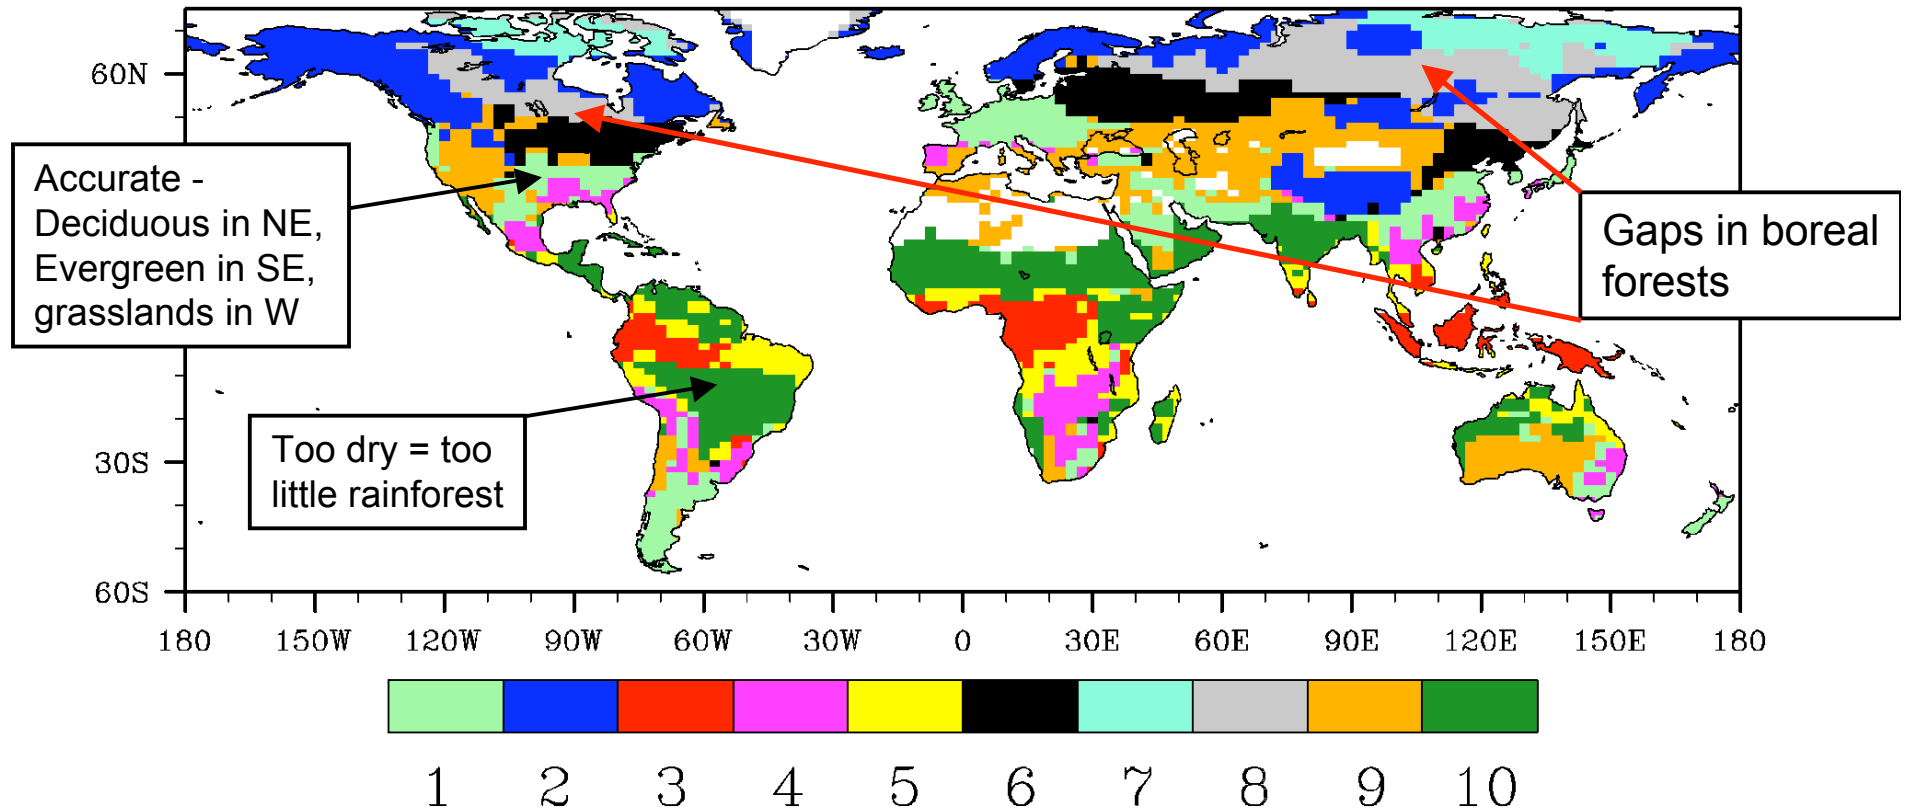 60N
30S
60S
180 150W 120W 90W 60W 30W 0 30E 60E 90E 120E 150E 180
Accurate -
Deciduous in NE,
Evergreen in SE,
grasslands in W
Too dry = too
little rainforest
Gaps in boreal
forests
1 2 3 4 5 6 7 8 9 10